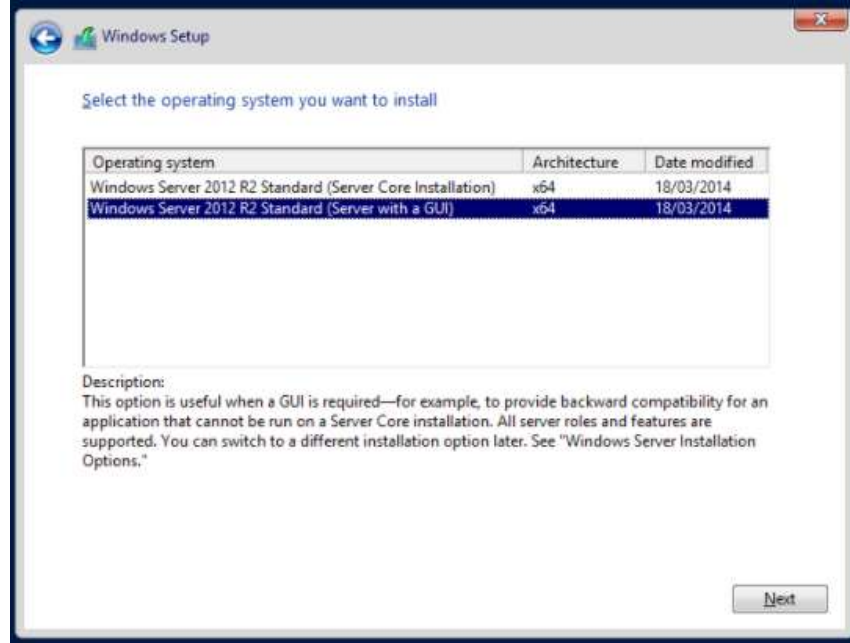 Windows Setup
Select the operating system you want to install
Operating system Architecture Date modified
Windows Server 2012 R2 Standard (Server Core Installation) x64 18/03/2014
Windows Server 2012 R2 Standard (Server with a GUI) x64 18/03/2014
Description:
This option is useful when a GUI is required—for example, to provide backward compatibility for an
application that cannot be run on a Server Core installation. All server roles and features are
supported. You can switch to a different installation option later. See "Windows Server Installation
Options."
Next